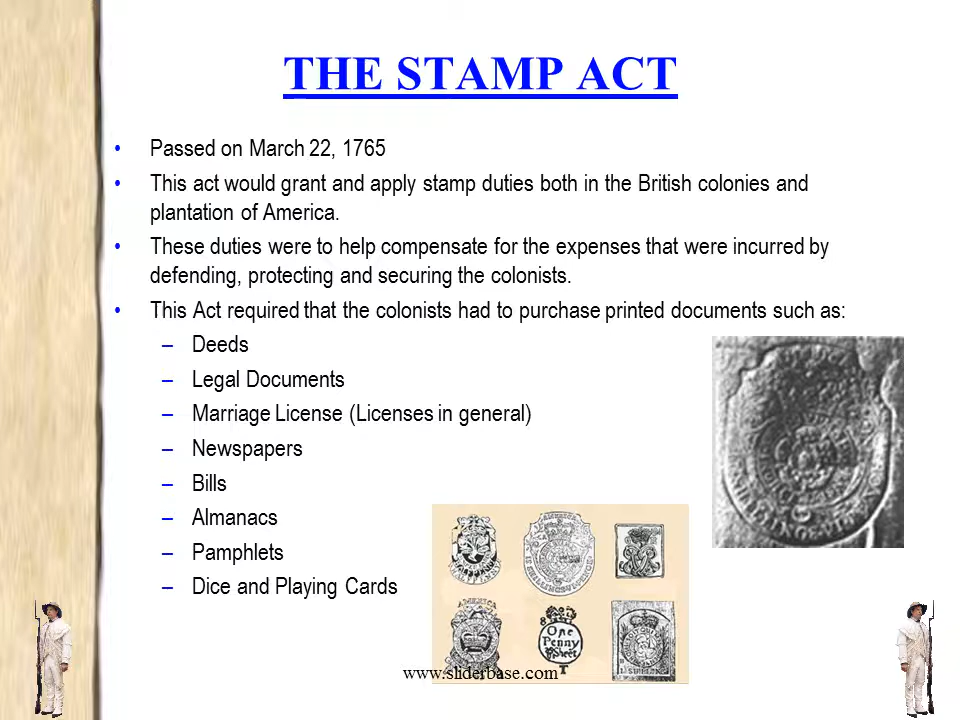 THE STAMP ACT
• Passed on March 22, 1765
• This act would grant and apply stamp duties both in the British colonies and
plantation of America.
• These duties were to help compensate for the expenses that were incurred by
defending, protecting and securing the colonists.
• This Act required that the colonists had to purchase printed documents such as:
– Deeds
– Legal Documents
– Marriage License (Licenses in general)
– Newspapers
– Bills
– Almanacs
– Pamphlets
– Dice and Playing Cards
AMERICA
One
Penny
Sheet
www.sliderbase.com